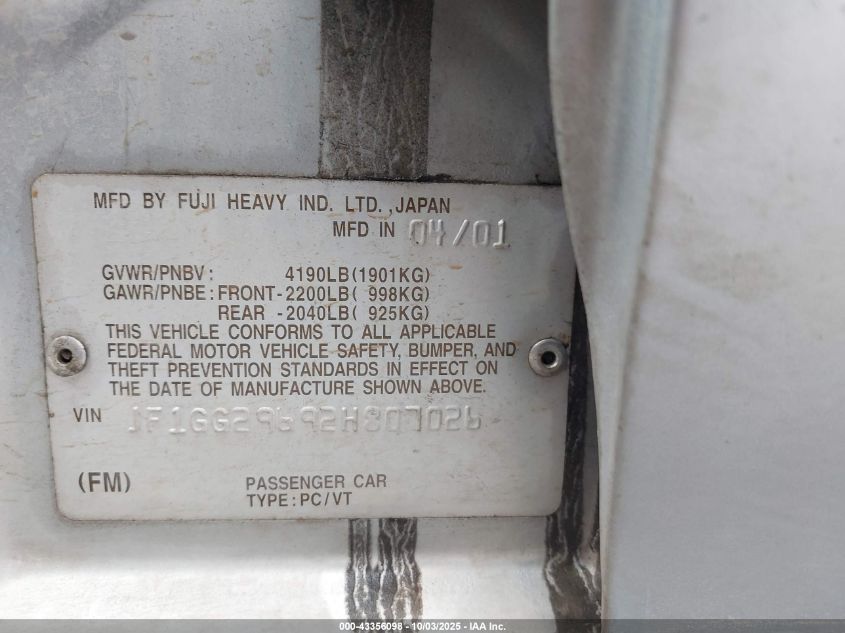 MFD BY FUJI HEAVY IND. LTD.,JAPAN
MFD IN 04/01
GVWR/PNBV: 4190LB(1901KG)
GAWR/PNBE: FRONT-2200LB( 998KG)
REAR -2040LB( 925KG)
THIS VEHICLE CONFORMS TO ALL APPLICABLE
FEDERAL MOTOR VEHICLE SAFETY, BUMPER, AND
THEFT PREVENTION STANDARDS IN EFFECT ON
THE DATE OF MANUFACTURE SHOWN ABOVE.
VIN JF1GG29692H807026
(FM) PASSENGER CAR
TYPE: PC/VT
000-43356098 - 10/03/2025 - IAA Inc.